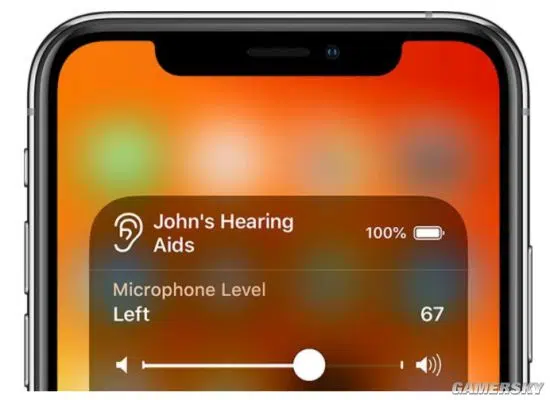 John's Hearing
Aids
100%
Microphone Level
Left
67
GAMERSKY